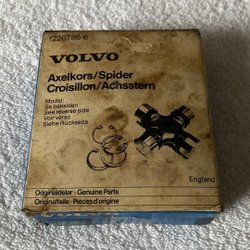 1220786-6
VOLVO
Axelkors/Spider
Croisillon/Achsstern
Model
Se baksidan
See reverse side
Voir verso
Siehe Rückseite
England
Originaldelar · Genuine Parts
Originalteile · Pièces d'origine